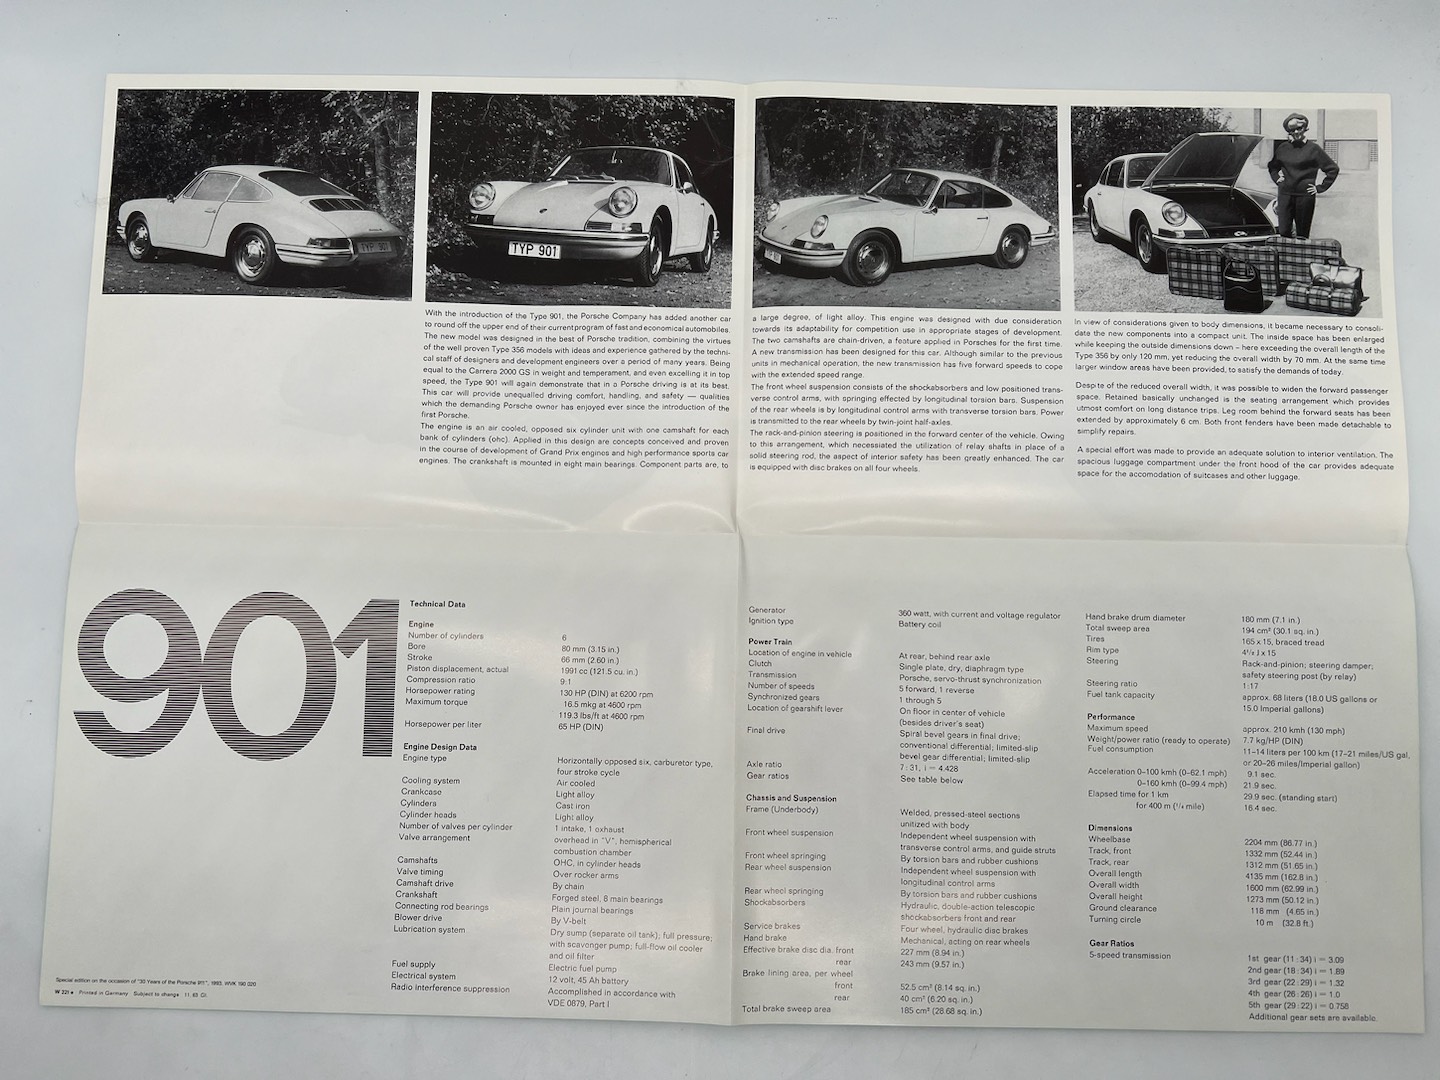 TYP 901
TYP 901
With the introduction of the Type 901, the Porsche Company has added another car
to round off the upper end of their current program of fast and economical automobiles.
The new model was designed in the best of Porsche tradition, combining the virtues
of the well proven Type 356 models with ideas and experience gathered by the techni-
cal staff of designers and development engineers over a period of many years. Being
equal to the Carrera 2000 GS in weight and temperament, and even excelling it in top
speed, the Type 901 will again demonstrate that in a Porsche driving is at its best.
This car will provide unequalled driving comfort, handling, and safety — qualities
which the demanding Porsche owner has enjoyed ever since the introduction of the
first Porsche.
The engine is an air cooled, opposed six cylinder unit with one camshaft for each
bank of cylinders (ohc). Applied in this design are concepts conceived and proven
in the course of development of Grand Prix engines and high performance sports car
engines. The crankshaft is mounted in eight main bearings. Component parts are, to
a large degree, of light alloy. This engine was designed with due consideration
towards its adaptability for competition use in appropriate stages of development.
The two camshafts are chain-driven, a feature applied in Porsches for the first time.
A new transmission has been designed for this car. Although similar to the previous
units in mechanical operation, the new transmission has five forward speeds to cope
with the extended speed range.
The front wheel suspension consists of the shockabsorbers and low positioned trans-
verse control arms, with springing effected by longitudinal torsion bars. Suspension
of the rear wheels is by longitudinal control arms with transverse torsion bars. Power
is transmitted to the rear wheels by twin-joint half-axles.
The rack-and-pinion steering is positioned in the forward center of the vehicle. Owing
to this arrangement, which necessiated the utilization of relay shafts in place of a
solid steering rod, the aspect of interior safety has been greatly enhanced. The car
is equipped with disc brakes on all four wheels.
In view of considerations given to body dimensions, it became necessary to consoli-
date the new components into a compact unit. The inside space has been enlarged
while keeping the outside dimensions down – here exceeding the overall length of the
Type 356 by only 120 mm, yet reducing the overall width by 70 mm. At the same time
larger window areas have been provided, to satisfy the demands of today.
Despite of the reduced overall width, it was possible to widen the forward passenger
space. Retained basically unchanged is the seating arrangement which provides
utmost comfort on long distance trips. Leg room behind the forward seats has been
extended by approximately 6 cm. Both front fenders have been made detachable to
simplify repairs.
A special effort was made to provide an adequate solution to interior ventilation. The
spacious luggage compartment under the front hood of the car provides adequate
space for the accomodation of suitcases and other luggage.
901
Technical Data
Engine
Number of cylinders 6
Bore 80 mm (3.15 in.)
Stroke 66 mm (2.60 in.)
Piston displacement, actual 1991 cc (121.5 cu. in.)
Compression ratio 9:1
Horsepower rating 130 HP (DIN) at 6200 rpm
Maximum torque 16.5 mkg at 4600 rpm
119.3 lbs/ft at 4600 rpm
Horsepower per liter 65 HP (DIN)
Engine Design Data
Engine type Horizontally opposed six, carburetor type,
four stroke cycle
Cooling system Air cooled
Crankcase Light alloy
Cylinders Cast iron
Cylinder heads Light alloy
Number of valves per cylinder 1 intake, 1 oxhaust
Valve arrangement overhead in "V", hemispherical
combustion chamber
Camshafts OHC, in cylinder heads
Valve timing Over rocker arms
Camshaft drive By chain
Crankshaft Forged steel, 8 main bearings
Connecting rod bearings Plain journal bearings
Blower drive By V-belt
Lubrication system Dry sump (separate oil tank); full pressure;
with scavonger pump; full-flow oil cooler
and oil filter
Fuel supply Electric fuel pump
Electrical system 12 volt, 45 Ah battery
Radio interference suppression Accomplished in accordance with
VDE 0879, Part I
Generator 360 watt, with current and voltage regulator
Ignition type Battery coil
Power Train
Location of engine in vehicle At rear, behind rear axle
Clutch Single plate, dry, diaphragm type
Transmission Porsche, servo-thrust synchronization
Number of speeds 5 forward, 1 reverse
Synchronized gears 1 through 5
Location of gearshift lever On floor in center of vehicle
(besides driver's seat)
Final drive Spiral bevel gears in final drive;
conventional differential; limited-slip
bevel gear differential; limited-slip
Axle ratio 7 : 31, i = 4.428
Gear ratios See table below
Chassis and Suspension
Frame (Underbody) Welded, pressed-steel sections
unitized with body
Front wheel suspension Independent wheel suspension with
transverse control arms, and guide struts
Front wheel springing By torsion bars and rubber cushions
Rear wheel suspension Independent wheel suspension with
longitudinal control arms
Rear wheel springing By torsion bars and rubber cushions
Shockabsorbers Hydraulic, double-action telescopic
shockabsorbers front and rear
Service brakes Four wheel, hydraulic disc brakes
Hand brake Mechanical, acting on rear wheels
Effective brake disc dia. front 227 mm (8.94 in.)
rear 243 mm (9.57 in.)
Brake lining area, per wheel
front 52.5 cm² (8.14 sq. in.)
rear 40 cm² (6.20 sq. in.)
Total brake sweep area 185 cm² (28.68 sq. in.)
Hand brake drum diameter 180 mm (7.1 in.)
Total sweep area 194 cm² (30.1 sq. in.)
Tires 165 x 15, braced tread
Rim type 4½ J x 15
Steering Rack-and-pinion; steering damper;
safety steering post (by relay)
Steering ratio 1:17
Fuel tank capacity approx. 68 liters (18.0 US gallons or
15.0 Imperial gallons)
Performance
Maximum speed approx. 210 kmh (130 mph)
Weight/power ratio (ready to operate) 7.7 kg/HP (DIN)
Fuel consumption 11–14 liters per 100 km (17–21 miles/US gal.
or 20–26 miles/Imperial gallon)
Acceleration 0–100 kmh (0–62.1 mph) 9.1 sec.
0–160 kmh (0–99.4 mph) 21.9 sec.
Elapsed time for 1 km 29.9 sec. (standing start)
for 400 m (¼ mile) 16.4 sec.
Dimensions
Wheelbase 2204 mm (86.77 in.)
Track, front 1332 mm (52.44 in.)
Track, rear 1312 mm (51.65 in.)
Overall length 4135 mm (162.8 in.)
Overall width 1600 mm (62.99 in.)
Overall height 1273 mm (50.12 in.)
Ground clearance 118 mm (4.65 in.)
Turning circle 10 m (32.8 ft.)
Gear Ratios
5-speed transmission 1st gear (11 : 34) i = 3.09
2nd gear (18 : 34) i = 1.89
3rd gear (22 : 29) i = 1.32
4th gear (26 : 26) i = 1.0
5th gear (29 : 22) i = 0.758
Additional gear sets are available.
Special edition on the occasion of "30 Years of the Porsche 911", 1993. WVK 190 020
W 221 e Printed in Germany Subject to change 11. 63 Cl.